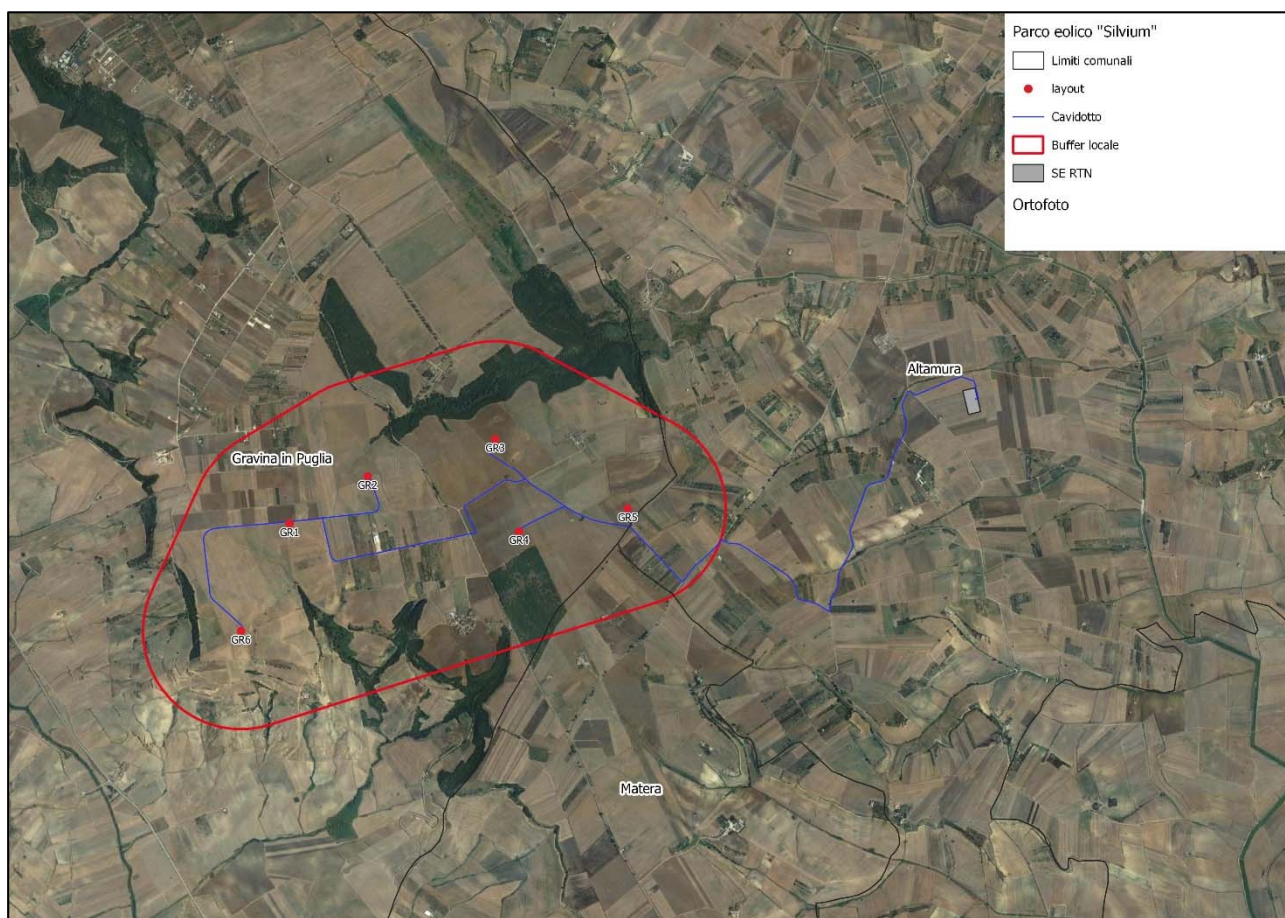 Parco eolico "Silvium"
Limiti comunali
layout
Cavidotto
Buffer locale
SE RTN
Ortofoto
Altamura
GR3
Gravina in Puglia
GR2
GR5
GR1
GR4
GR6
Matera